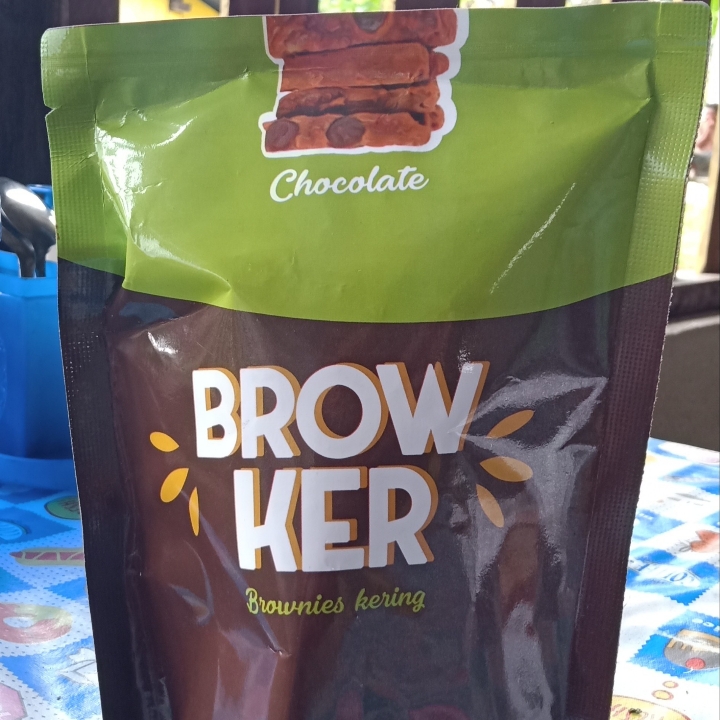 Chocolate
BROW
KER
Brownies kering